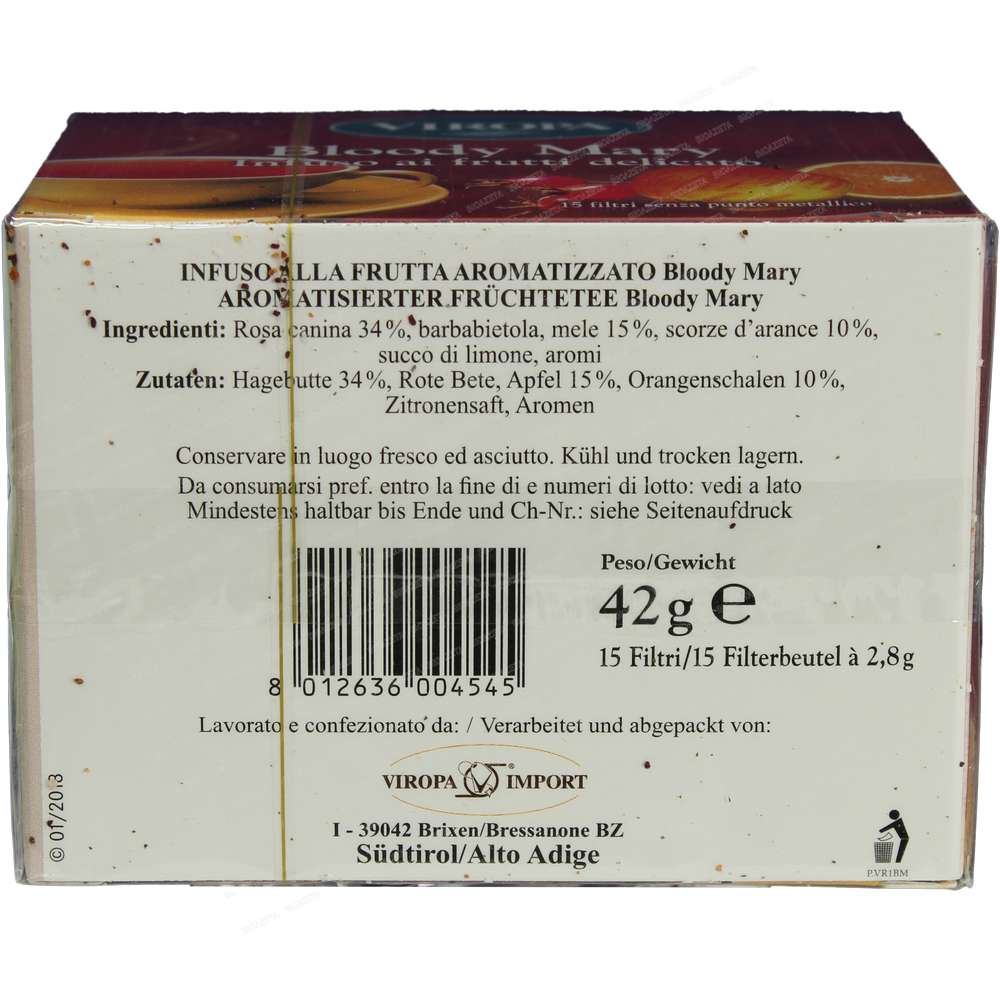 VIROPA
Bloody Mary
Infuso ai frutti delicato
15 filtri senza punto metallico
INFUSO ALLA FRUTTA AROMATIZZATO Bloody Mary
AROMATISIERTER FRÜCHTETEE Bloody Mary
Ingredienti: Rosa canina 34%, barbabietola, mele 15%, scorze d'arance 10%,
succo di limone, aromi
Zutaten: Hagebutte 34%, Rote Bete, Apfel 15%, Orangenschalen 10%,
Zitronensaft, Aromen
Conservare in luogo fresco ed asciutto. Kühl und trocken lagern.
Da consumarsi pref. entro la fine di e numeri di lotto: vedi a lato
Mindestens haltbar bis Ende und Ch-Nr.: siehe Seitenaufdruck
Peso/Gewicht
42g e
15 Filtri/15 Filterbeutel à 2,8g
8 012636 004545
Lavorato e confezionato da: / Verarbeitet und abgepackt von:
VIROPA ® IMPORT
I - 39042 Brixen/Bressanone BZ
Südtirol/Alto Adige
© 01/2013
P.VR1BM
BIOAZETA